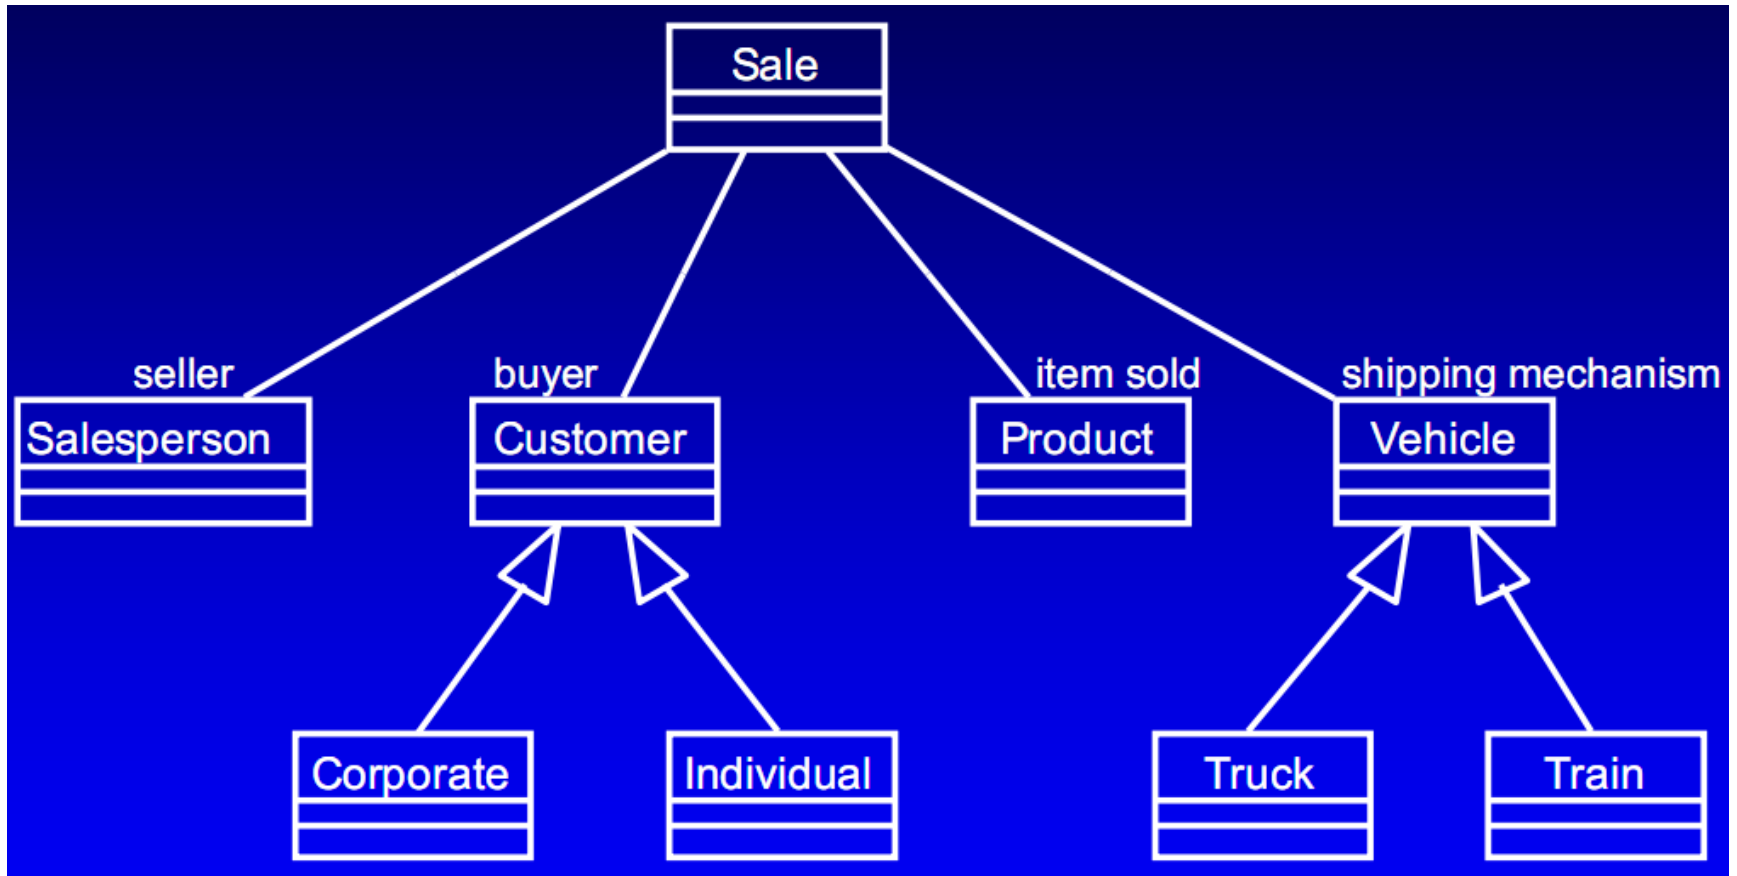 Sale
seller
buyer
item sold
shipping mechanism
Salesperson
Customer
Product
Vehicle
Corporate
Individual
Truck
Train